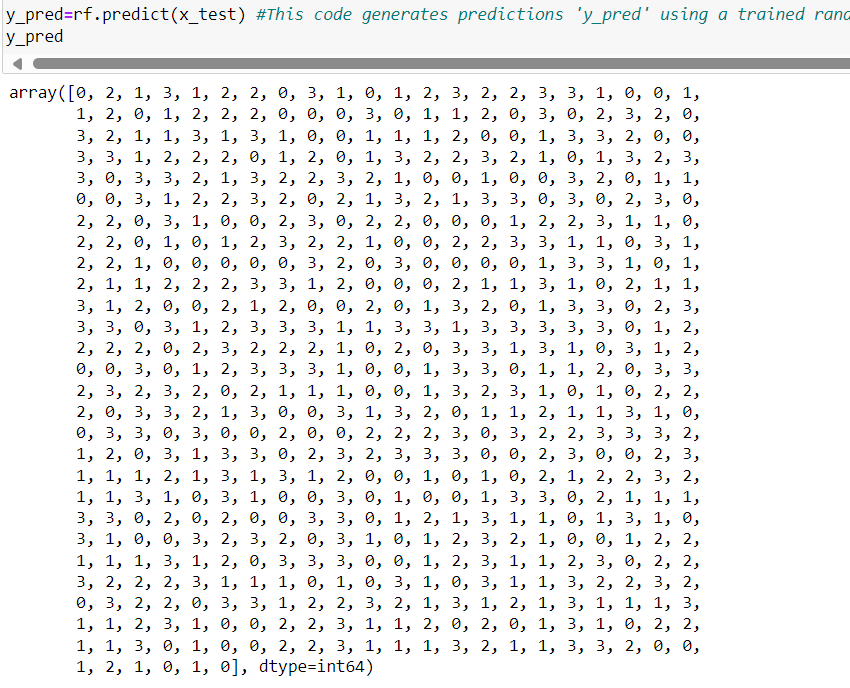 y_pred=rf.predict(x_test) #This code generates predictions 'y_pred' using a trained rand
y_pred
array([0, 2, 1, 3, 1, 2, 2, 0, 3, 1, 0, 1, 2, 3, 2, 2, 3, 3, 1, 0, 0, 1,
1, 2, 0, 1, 2, 2, 2, 0, 0, 0, 3, 0, 1, 1, 2, 0, 3, 0, 2, 3, 2, 0,
3, 2, 1, 1, 3, 1, 3, 1, 0, 0, 1, 1, 1, 2, 0, 0, 1, 3, 3, 2, 0, 0,
3, 3, 1, 2, 2, 2, 0, 1, 2, 0, 1, 3, 2, 2, 3, 2, 1, 0, 1, 3, 2, 3,
3, 0, 3, 3, 2, 1, 3, 2, 2, 3, 2, 1, 0, 0, 1, 0, 0, 3, 2, 0, 1, 1,
0, 0, 3, 1, 2, 2, 3, 2, 0, 2, 1, 3, 2, 1, 3, 3, 0, 3, 0, 2, 3, 0,
2, 2, 0, 3, 1, 0, 0, 2, 3, 0, 2, 2, 0, 0, 0, 1, 2, 2, 3, 1, 1, 0,
2, 2, 0, 1, 0, 1, 2, 3, 2, 2, 1, 0, 0, 2, 2, 3, 3, 1, 1, 0, 3, 1,
2, 2, 1, 0, 0, 0, 0, 0, 3, 2, 0, 3, 0, 0, 0, 0, 1, 3, 3, 1, 0, 1,
2, 1, 1, 2, 2, 2, 3, 3, 1, 2, 0, 0, 0, 2, 1, 1, 3, 1, 0, 2, 1, 1,
3, 1, 2, 0, 0, 2, 1, 2, 0, 0, 2, 0, 1, 3, 2, 0, 1, 3, 3, 0, 2, 3,
3, 3, 0, 3, 1, 2, 3, 3, 3, 1, 1, 3, 3, 1, 3, 3, 3, 3, 3, 0, 1, 2,
2, 2, 2, 0, 2, 3, 2, 2, 2, 1, 0, 2, 0, 3, 3, 1, 3, 1, 0, 3, 1, 2,
0, 0, 3, 0, 1, 2, 3, 3, 3, 1, 0, 0, 1, 3, 3, 0, 1, 1, 2, 0, 3, 3,
2, 3, 2, 3, 2, 0, 2, 1, 1, 1, 0, 0, 1, 3, 2, 3, 1, 0, 1, 0, 2, 2,
2, 0, 3, 3, 2, 1, 3, 0, 0, 3, 1, 3, 2, 0, 1, 1, 2, 1, 1, 3, 1, 0,
0, 3, 3, 0, 3, 0, 0, 2, 0, 0, 2, 2, 2, 3, 0, 3, 2, 2, 3, 3, 3, 2,
1, 2, 0, 3, 1, 3, 3, 0, 2, 3, 2, 3, 3, 3, 0, 0, 2, 3, 0, 0, 2, 3,
1, 1, 1, 2, 1, 3, 1, 3, 1, 2, 0, 0, 1, 0, 1, 0, 2, 1, 2, 2, 3, 2,
1, 1, 3, 1, 0, 3, 1, 0, 0, 3, 0, 1, 0, 0, 1, 3, 3, 0, 2, 1, 1, 1,
3, 3, 0, 2, 0, 2, 0, 0, 3, 3, 0, 1, 2, 1, 3, 1, 1, 0, 1, 3, 1, 0,
3, 1, 0, 0, 3, 2, 3, 2, 0, 3, 1, 0, 1, 2, 3, 2, 1, 0, 0, 1, 2, 2,
1, 1, 1, 3, 1, 2, 0, 3, 3, 3, 0, 0, 1, 2, 3, 1, 1, 2, 3, 0, 2, 2,
3, 2, 2, 2, 3, 1, 1, 1, 0, 1, 0, 3, 1, 0, 3, 1, 1, 3, 2, 2, 3, 2,
0, 3, 2, 2, 0, 3, 3, 1, 2, 2, 3, 2, 1, 3, 1, 2, 1, 3, 1, 1, 1, 3,
1, 1, 2, 3, 1, 0, 0, 2, 2, 3, 1, 1, 2, 0, 2, 0, 1, 3, 1, 0, 2, 2,
1, 1, 3, 0, 1, 0, 0, 2, 2, 3, 1, 1, 1, 3, 2, 1, 1, 3, 3, 2, 0, 0,
1, 2, 1, 0, 1, 0], dtype=int64)